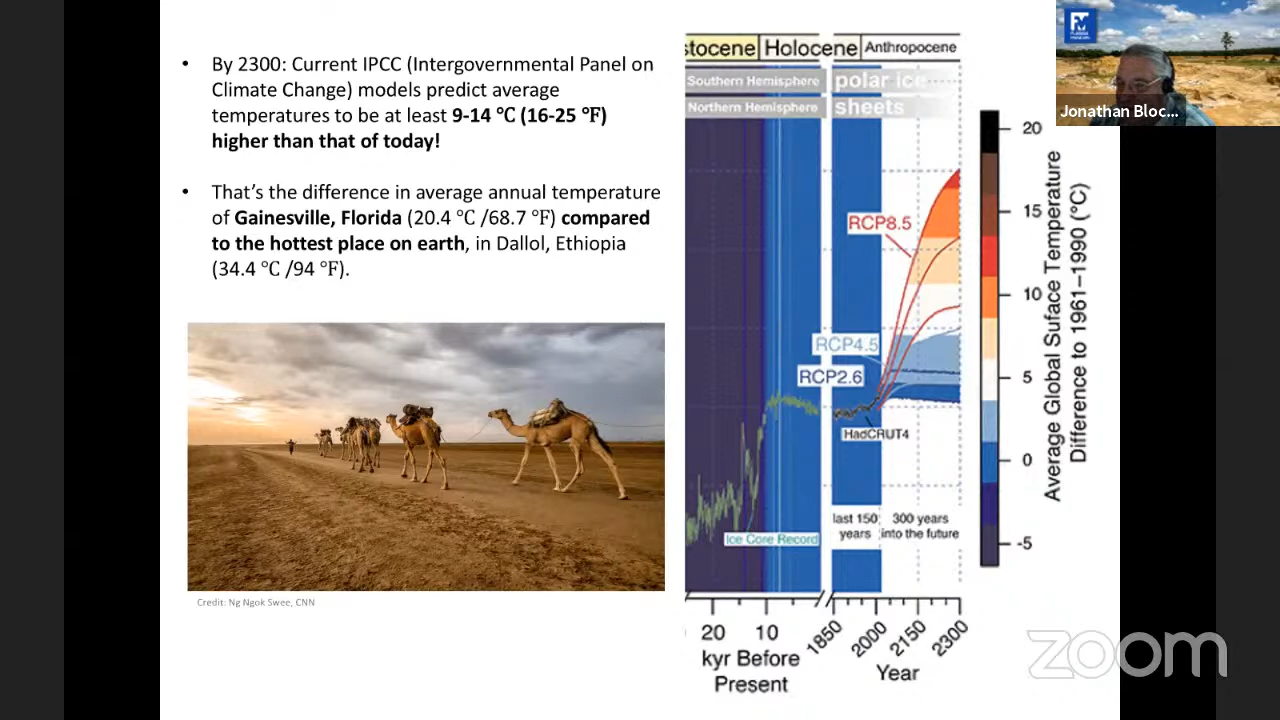 • By 2300: Current IPCC (Intergovernmental Panel on
Climate Change) models predict average
temperatures to be at least 9-14 °C (16-25 °F)
higher than that of today!
• That’s the difference in average annual temperature
of Gainesville, Florida (20.4 °C /68.7 °F) compared
to the hottest place on earth, in Dallol, Ethiopia
(34.4 °C /94 °F).
Credit: Ng Ngok Swee, CNN
stocene Holocene Anthropocene
Southern Hemisphere polar ice
Northern Hemisphere sheets
RCP8.5
RCP4.5
RCP2.6
HadCRUT4
last 150 300 years
years into the future
Ice Core Record
20 10 1850 2000 2150 2300
kyr Before
Present
Year
20
15
10
5
0
-5
Average Global Suface Temperature
Difference to 1961–1990 (°C)
Jonathan Bloc...
zoom